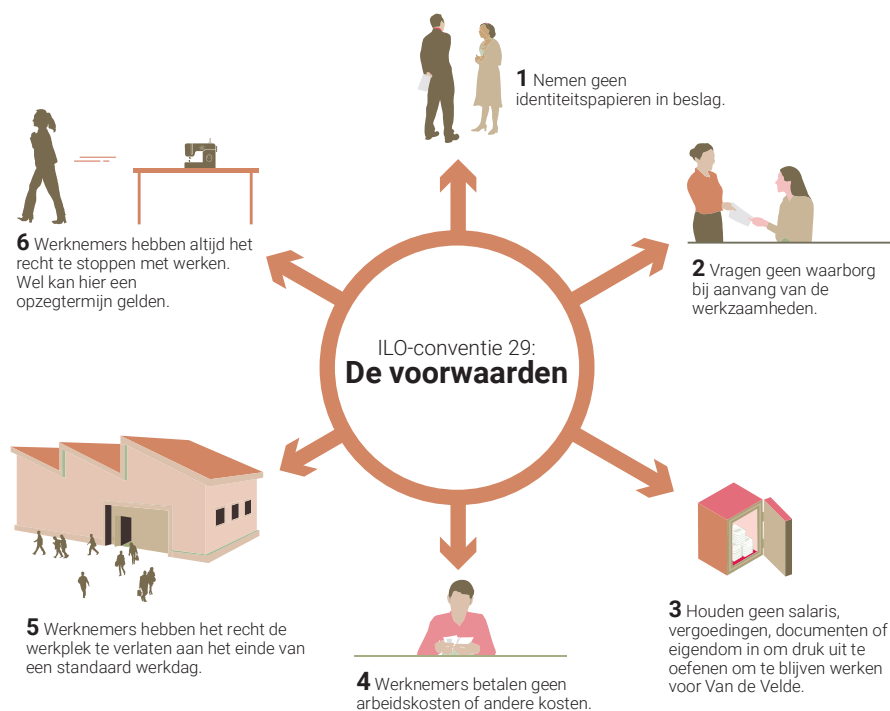 ILO-conventie 29:
De voorwaarden
1 Nemen geen
identiteitspapieren in beslag.
2 Vragen geen waarborg
bij aanvang van de
werkzaamheden.
3 Houden geen salaris,
vergoedingen, documenten of
eigendom in om druk uit te
oefenen om te blijven werken
voor Van de Velde.
4 Werknemers betalen geen
arbeidskosten of andere kosten.
5 Werknemers hebben het recht de
werkplek te verlaten aan het einde van
een standaard werkdag.
6 Werknemers hebben altijd het
recht te stoppen met werken.
Wel kan hier een
opzegtermijn gelden.